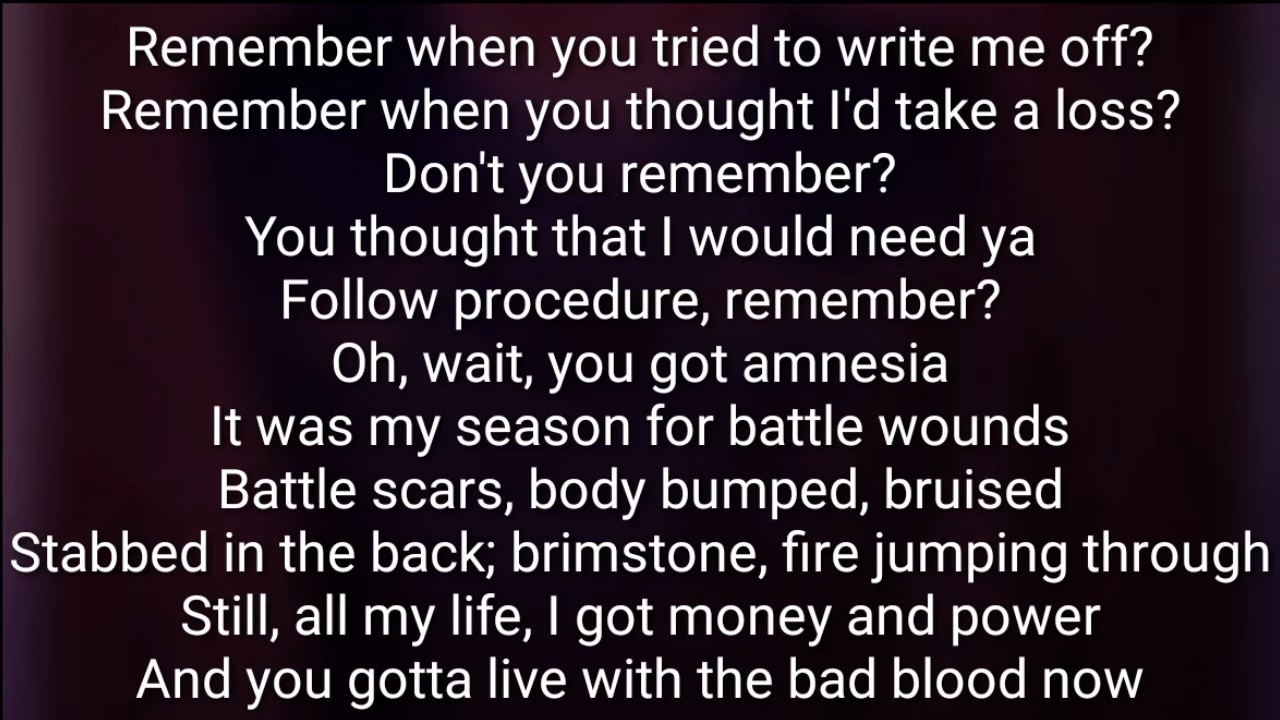 Remember when you tried to write me off?
Remember when you thought I'd take a loss?
Don't you remember?
You thought that I would need ya
Follow procedure, remember?
Oh, wait, you got amnesia
It was my season for battle wounds
Battle scars, body bumped, bruised
Stabbed in the back; brimstone, fire jumping through
Still, all my life, I got money and power
And you gotta live with the bad blood now